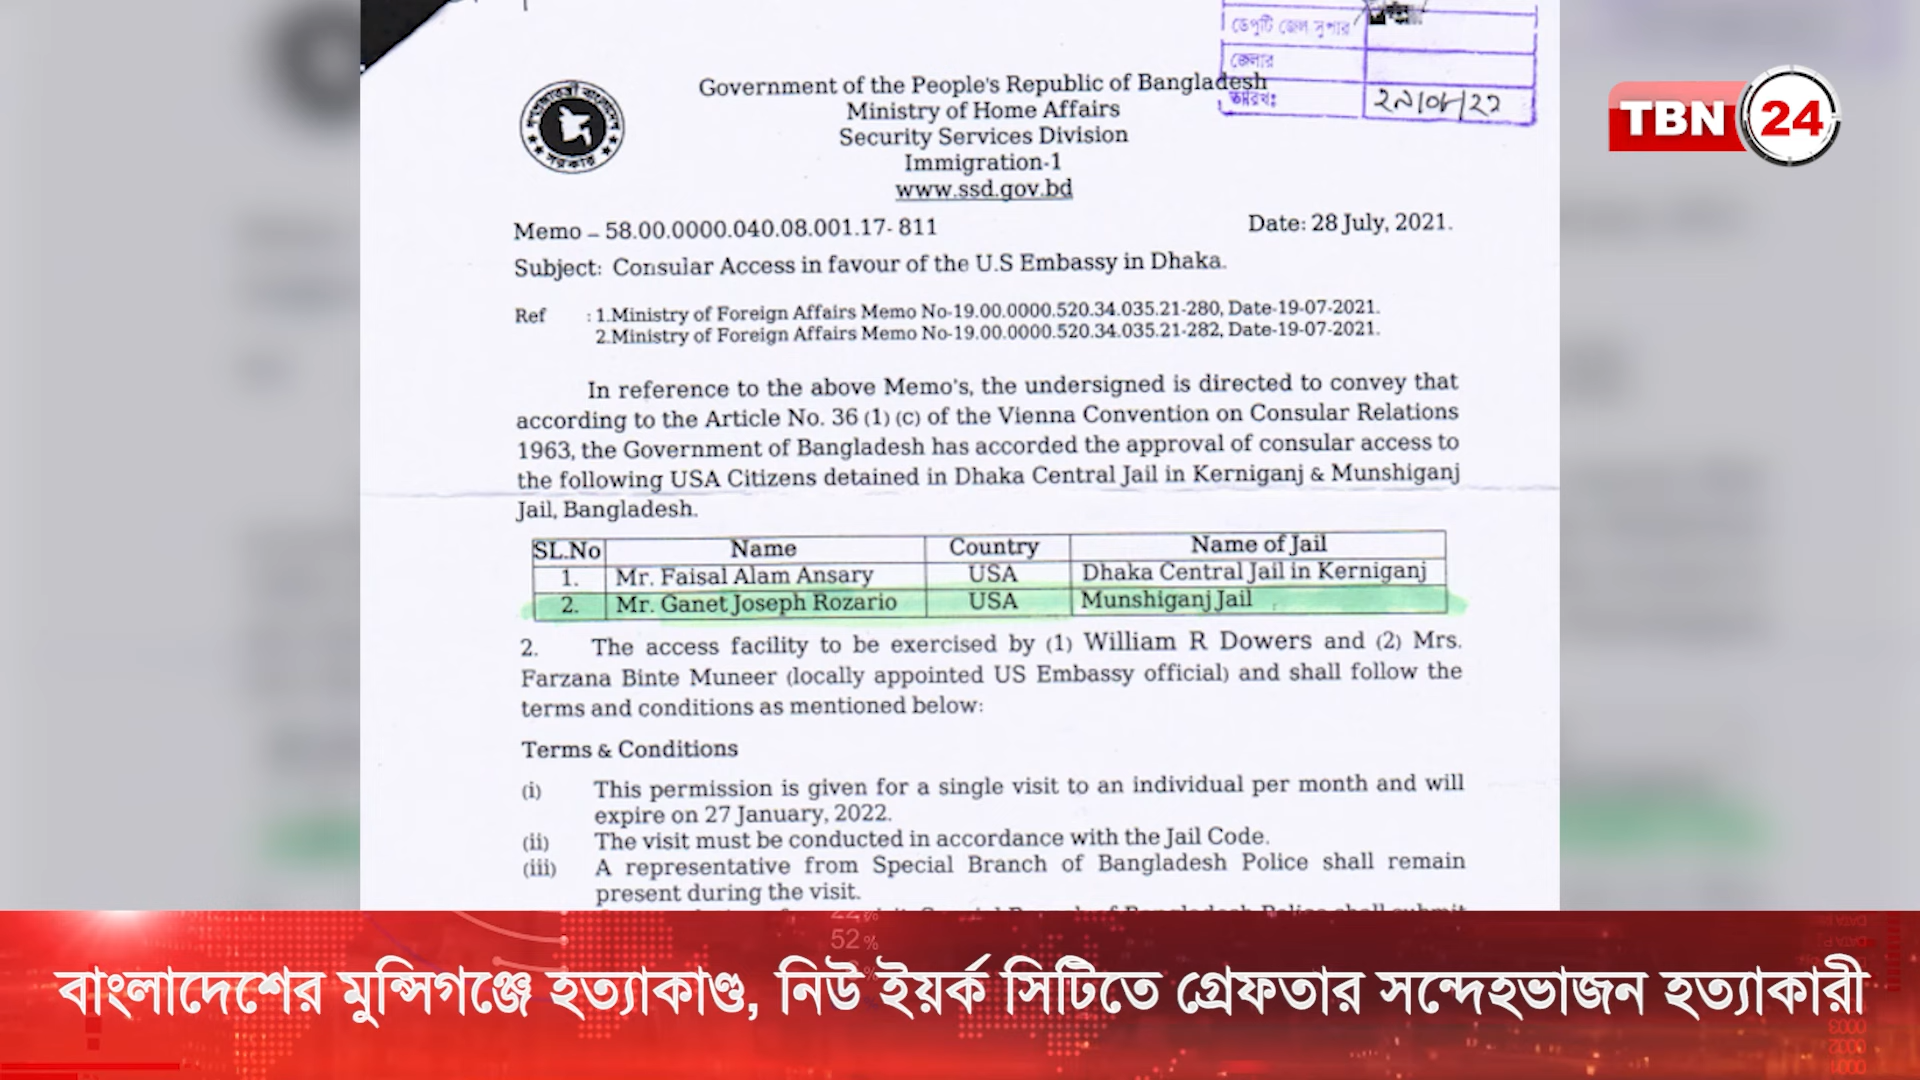 ডেপুটি জেল সুপার
জেলার
তারিখঃ
TBN 24
Government of the People's Republic of Bangladesh
Ministry of Home Affairs
Security Services Division
Immigration-1
www.ssd.gov.bd
Memo – 58.00.0000.040.08.001.17- 811
Date: 28 July, 2021.
Subject: Consular Access in favour of the U.S Embassy in Dhaka.
Ref : 1.Ministry of Foreign Affairs Memo No-19.00.0000.520.34.035.21-280, Date-19-07-2021.
2.Ministry of Foreign Affairs Memo No-19.00.0000.520.34.035.21-282, Date-19-07-2021.
In reference to the above Memo's, the undersigned is directed to convey that
according to the Article No. 36 (1) (c) of the Vienna Convention on Consular Relations
1963, the Government of Bangladesh has accorded the approval of consular access to
the following USA Citizens detained in Dhaka Central Jail in Kerniganj & Munshiganj
Jail, Bangladesh.
SL.No Name Country Name of Jail
1. Mr. Faisal Alam Ansary USA Dhaka Central Jail in Kerniganj
2. Mr. Ganet Joseph Rozario USA Munshiganj Jail
2. The access facility to be exercised by (1) William R Dowers and (2) Mrs.
Farzana Binte Muneer (locally appointed US Embassy official) and shall follow the
terms and conditions as mentioned below:
Terms & Conditions
(i) This permission is given for a single visit to an individual per month and will
expire on 27 January, 2022.
(ii) The visit must be conducted in accordance with the Jail Code.
(iii) A representative from Special Branch of Bangladesh Police shall remain
present during the visit.
52 %
বাংলাদেশের মুন্সিগঞ্জে হত্যাকাণ্ড, নিউ ইয়র্ক সিটিতে গ্রেফতার সন্দেহভাজন হত্যাকারী